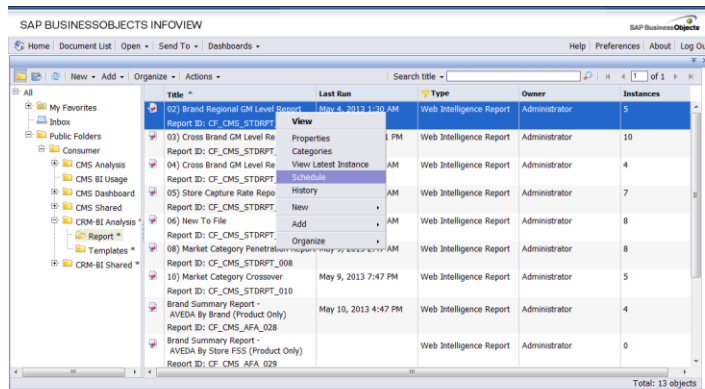 SAP BUSINESSOBJECTS INFOVIEW
SAP BusinessObjects
Home Document List Open Send To Dashboards Help Preferences About Log Ou
New Add Organize Actions Search title 1 of 1
All
My Favorites
Inbox
Public Folders
Consumer
CMS Analysis
CMS BI Usage
CMS Dashboard
CMS Shared
CRM-BI Analysis *
Report *
Templates *
CRM-BI Shared *
Title Last Run Type Owner Instances
02) Brand Regional GM Level Report May 4, 2013 1:30 AM Web Intelligence Report Administrator 5
Report ID: CF_CMS_STDRPT_
03) Cross Brand GM Level Re 1 PM Web Intelligence Report Administrator 10
Report ID: CF_CMS_STDRPT_
04) Cross Brand GM Level Re AM Web Intelligence Report Administrator 4
Report ID: CF_CMS_STDRPT_
05) Store Capture Rate Repo AM Web Intelligence Report Administrator 7
Report ID: CF_CMS_STDRPT_
06) New To File AM Web Intelligence Report Administrator 8
Report ID: CF_CMS_STDRPT_
08) Market Category Penetration AM Web Intelligence Report Administrator 8
Report ID: CF_CMS_STDRPT_008
10) Market Category Crossover May 9, 2013 7:47 PM Web Intelligence Report Administrator 5
Report ID: CF_CMS_STDRPT_010
Brand Summary Report - AVEDA By Brand (Product Only) May 10, 2013 4:47 PM Web Intelligence Report Administrator 4
Report ID: CF_CMS_AFA_028
Brand Summary Report - AVEDA By Store FSS (Product Only) Web Intelligence Report Administrator 0
Report ID: CF_CMS_AFA_029
View
Properties
Categories
View Latest Instance
Schedule
History
New
Add
Organize
Total: 13 objects